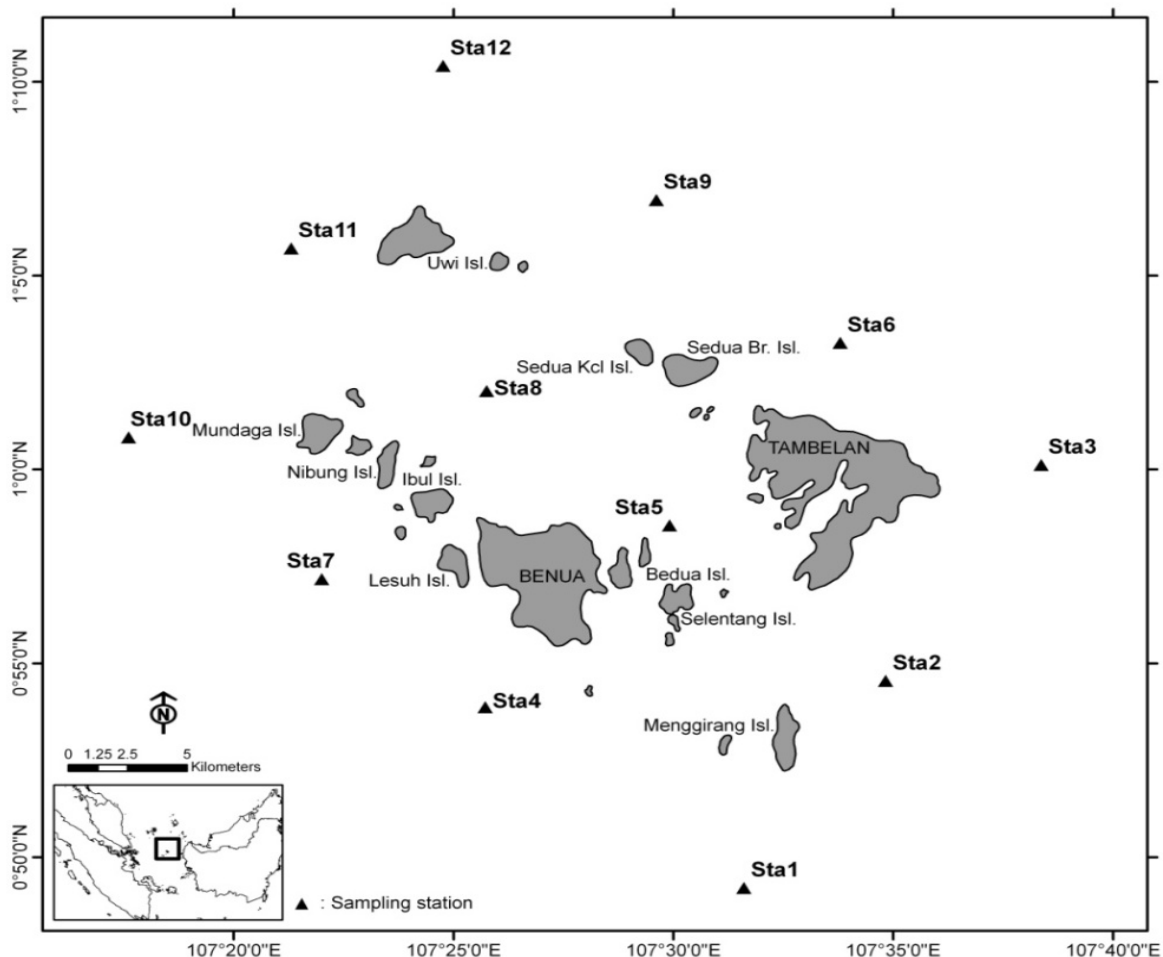 Sta12
1°10'0"N
Sta9
Sta11
Uwi Isl.
1°5'0"N
Sta6
Sedua Br. Isl.
Sedua Kcl Isl.
Sta8
Sta10
Mundaga Isl.
TAMBELAN
Sta3
Nibung Isl.
Ibul Isl.
1°0'0"N
Sta5
Sta7
Lesuh Isl.
BENUA
Bedua Isl.
Selentang Isl.
Sta2
0°55'0"N
Sta4
Menggirang Isl.
N
0 1.25 2.5 5
Kilometers
Sta1
0°50'0"N
: Sampling station
107°20'0"E 107°25'0"E 107°30'0"E 107°35'0"E 107°40'0"E